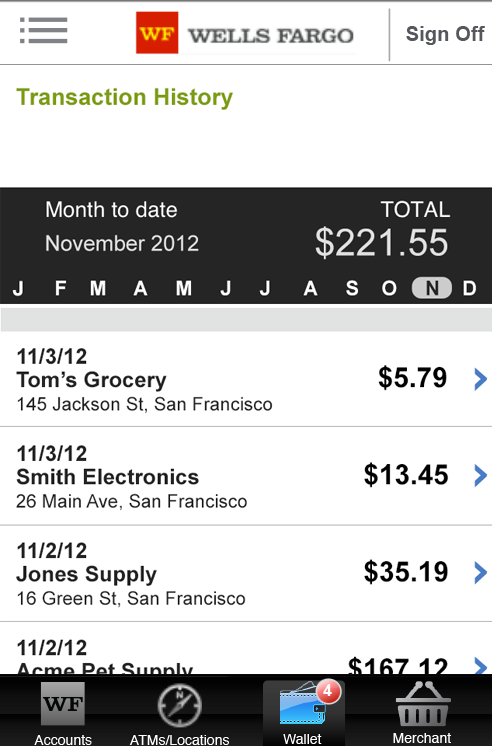 WF WELLS FARGO
Sign Off
Transaction History
Month to date
TOTAL
November 2012
$221.55
J F M A M J J A S O N D
11/3/12
Tom's Grocery
$5.79
145 Jackson St, San Francisco
11/3/12
Smith Electronics
$13.45
26 Main Ave, San Francisco
11/2/12
Jones Supply
$35.19
16 Green St, San Francisco
11/2/12
Acme Pet Supply
$167.12
WF
N
4
Accounts
ATMs/Locations
Wallet
Merchant